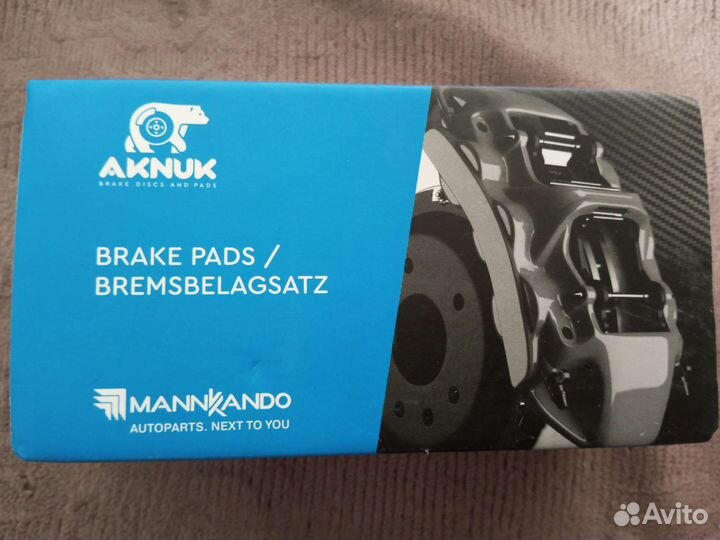 AKNUK
BRAKE DISCS AND PADS
BRAKE PADS /
BREMSBELAGSATZ
MANNKANDO
AUTOPARTS. NEXT TO YOU
Avito